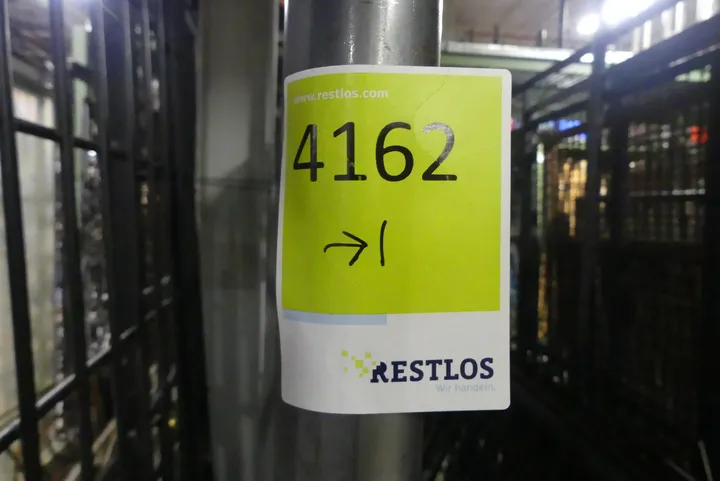 www.restlos.com
4162
→|
RESTLOS
Wir handeln.